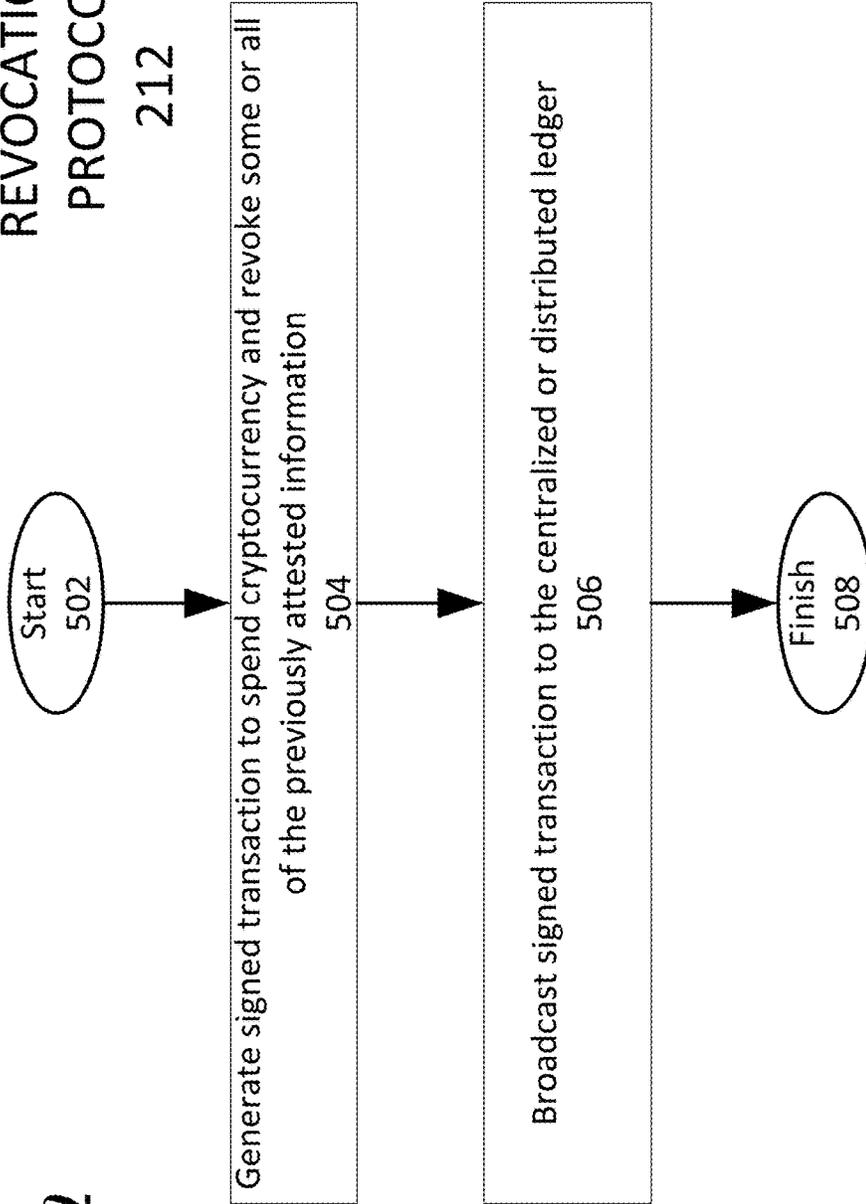 REVOCATIO
PROTOCO
212
Start
502
Generate signed transaction to spend cryptocurrency and revoke some or all
of the previously attested information
504
Broadcast signed transaction to the centralized or distributed ledger
506
Finish
508